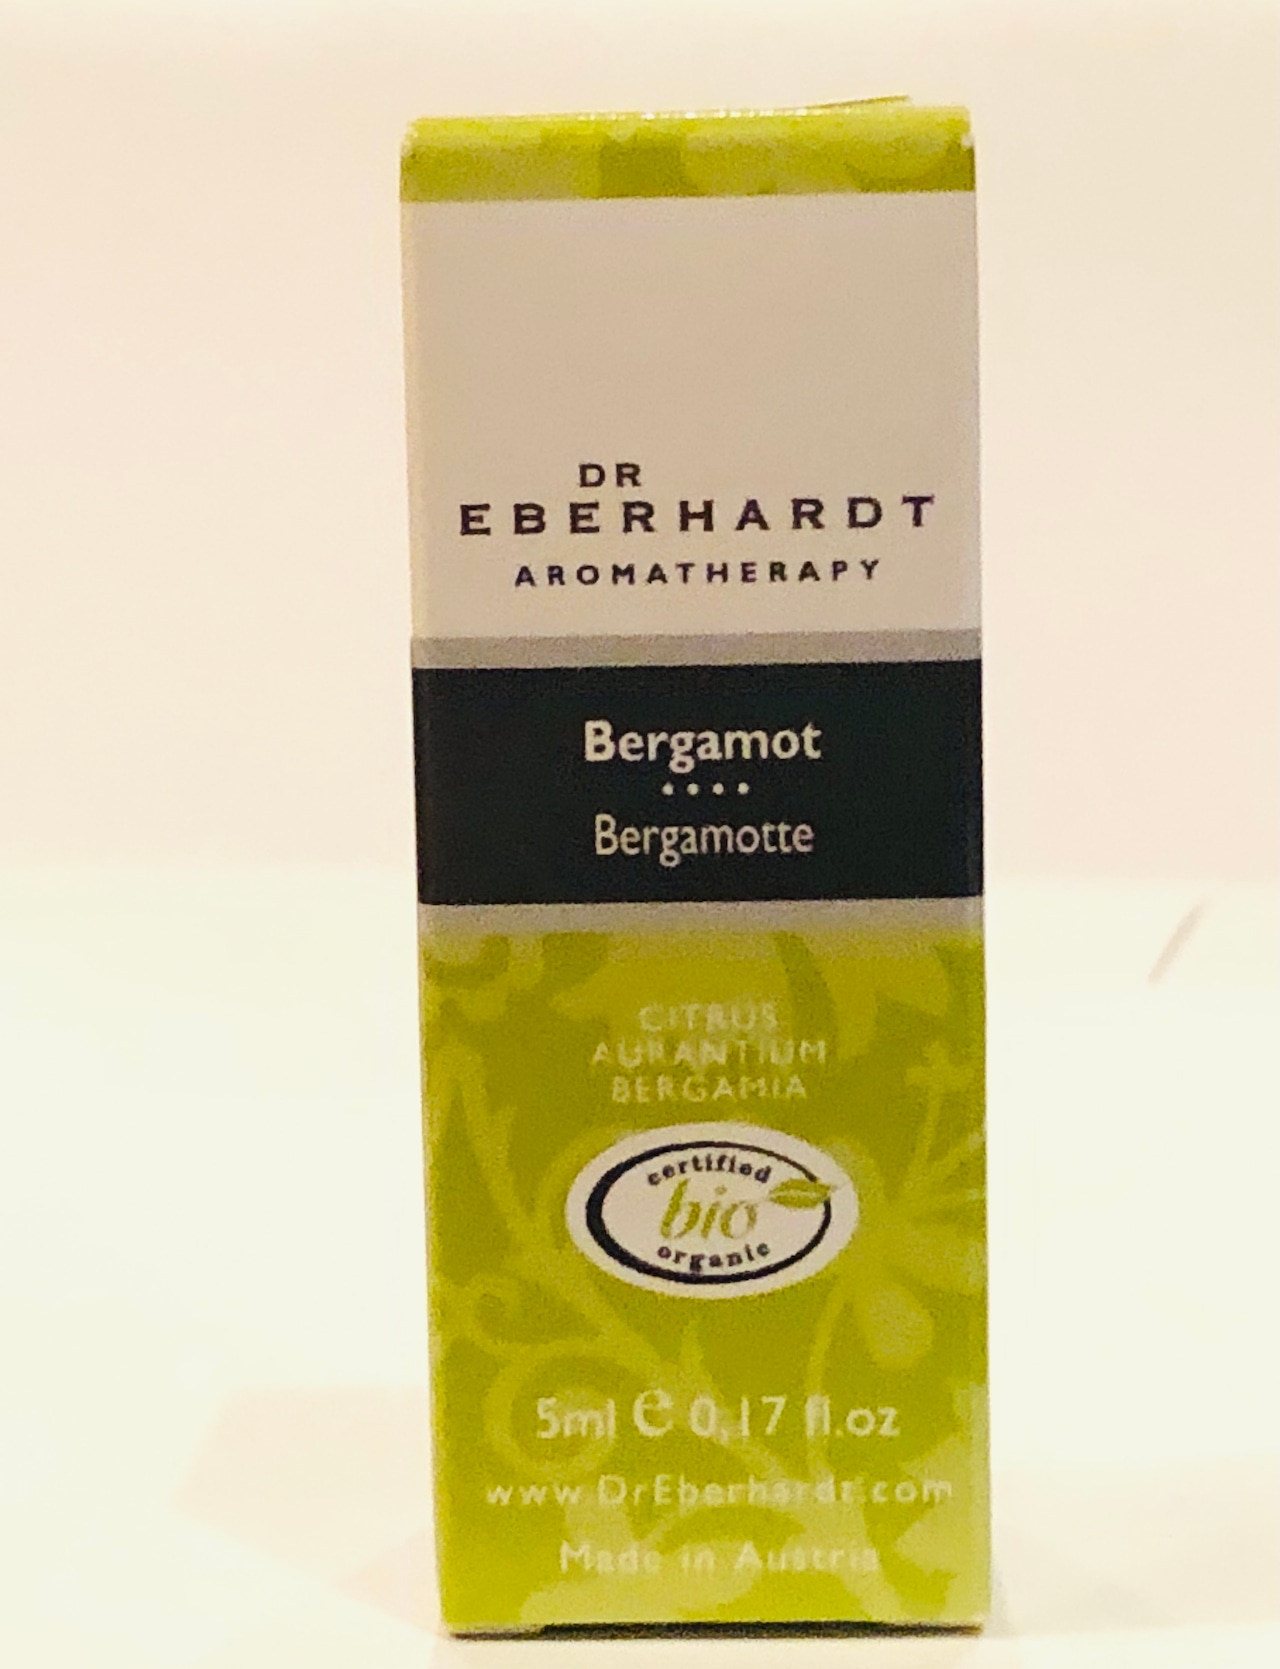 DR
EBERHARDT
AROMATHERAPY
Bergamot
Bergamotte
CITRUS
AURANTIUM
BERGAMIA
certified
bio
organic
5ml ℮ 0,17 fl.oz
www.DrEberhardt.com
Made in Austria